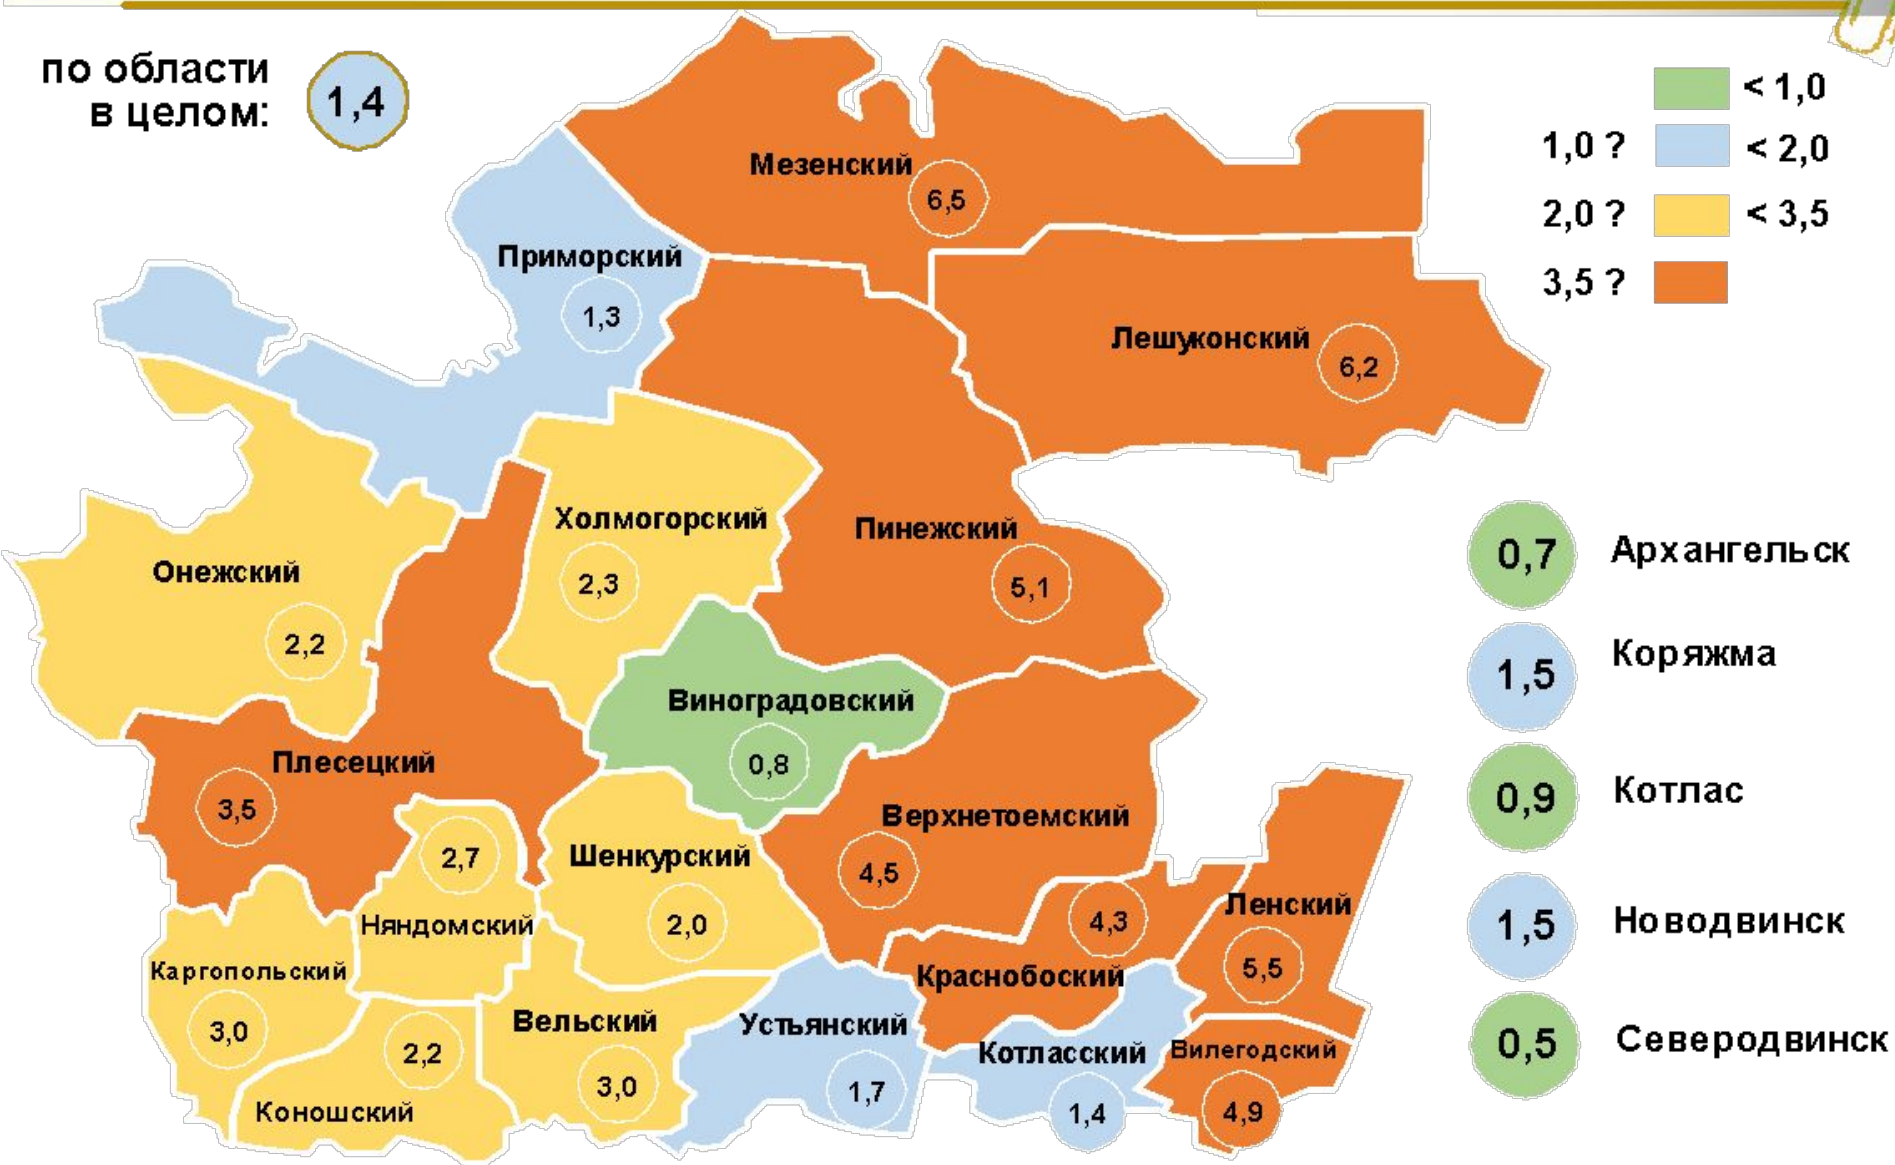 по области
в целом:
1,4
< 1,0
1,0 ?
< 2,0
2,0 ?
< 3,5
3,5 ?
Мезенский
6,5
Приморский
1,3
Лешуконский
6,2
Холмогорский
2,3
Пинежский
5,1
Онежский
2,2
Виноградовский
0,8
Плесецкий
3,5
Верхнетоемский
4,5
Шенкурский
2,0
2,7
Няндомский
4,3
Краснобоский
Ленский
5,5
Каргопольский
3,0
2,2
Коношский
Вельский
3,0
Устьянский
1,7
Котласский
1,4
Вилегодский
4,9
0,7 Архангельск
1,5 Коряжма
0,9 Котлас
1,5 Новодвинск
0,5 Северодвинск